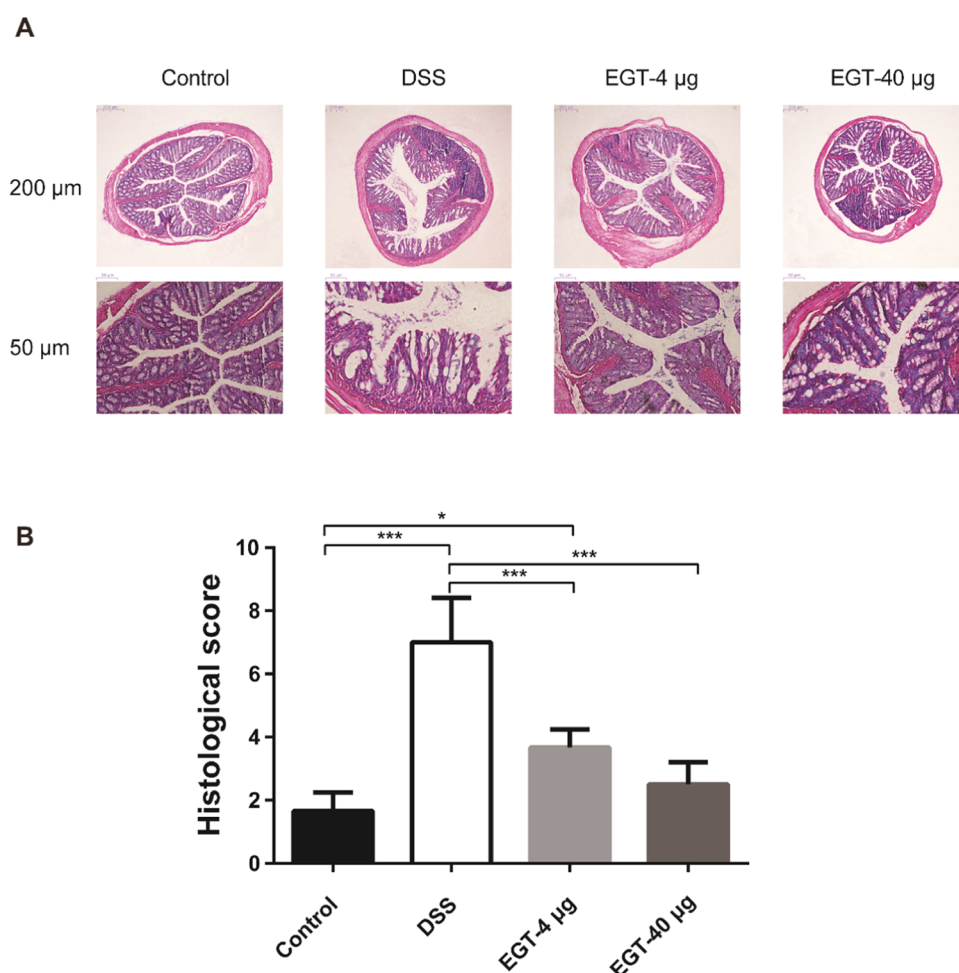 A
Control DSS EGT-4 µg EGT-40 µg
200 µm
50 µm
B
*
*** ***
***
10
8
6
4
2
0
Histological score
Control
DSS
EGT-4 µg
EGT-40 µg